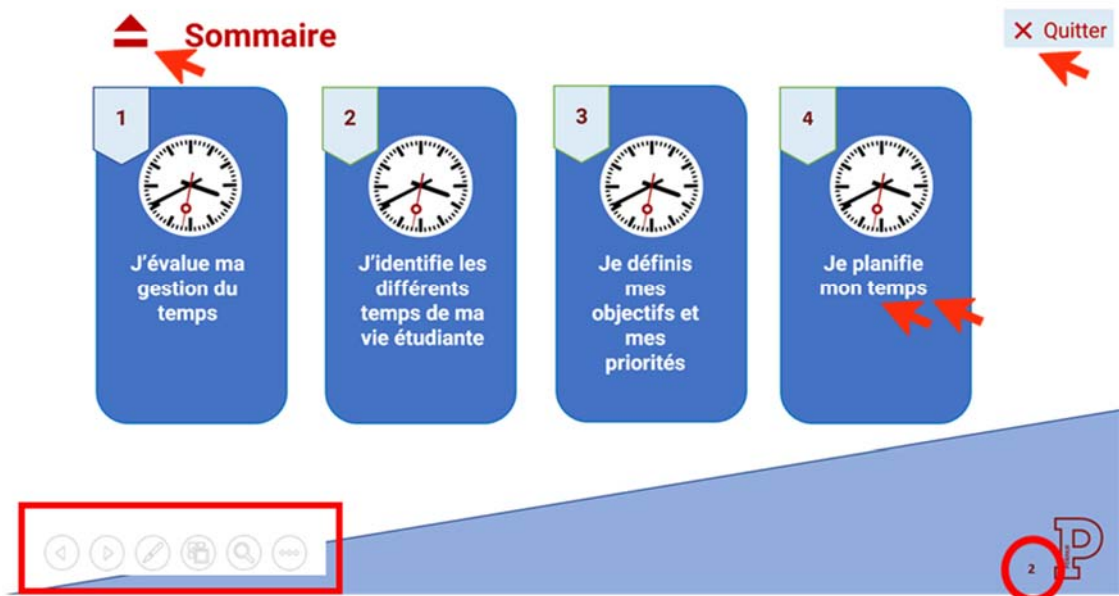 Sommaire
Quitter
1
J'évalue ma
gestion du
temps
2
J'identifie les
différents
temps de ma
vie étudiante
3
Je définis
mes
objectifs et
mes
priorités
4
Je planifie
mon temps
2
P